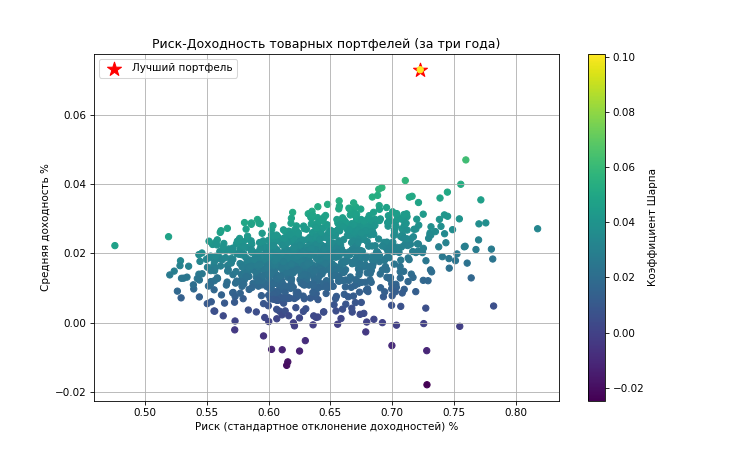 Риск-Доходность товарных портфелей (за три года)
Лучший портфель
Средняя доходность %
0.06
0.04
0.02
0.00
−0.02
0.50 0.55 0.60 0.65 0.70 0.75 0.80
Риск (стандартное отклонение доходностей) %
0.10
0.08
0.06
0.04
0.02
0.00
−0.02
Коэффициент Шарпа